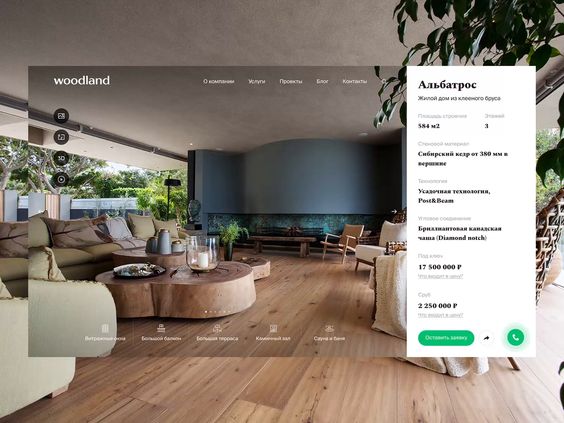 woodland
О компании
Услуги
Проекты
Блог
Контакты
3D
Альбатрос
Жилой дом из клееного бруса
Площадь строения
Этажей
584 м2
3
Стеновой материал
Сибирский кедр от 380 мм в
вершине
Технология
Усадочная технология,
Post&Beam
Угловое соединение
Бриллиантовая канадская
чаша (Diamond notch)
Под ключ
17 500 000 ₽
Что входит в цену?
Сруб
2 250 000 ₽
Что входит в цену?
Витражные окна
Большой балкон
Большая терраса
Каминный зал
Сауна и баня
Оставить заявку